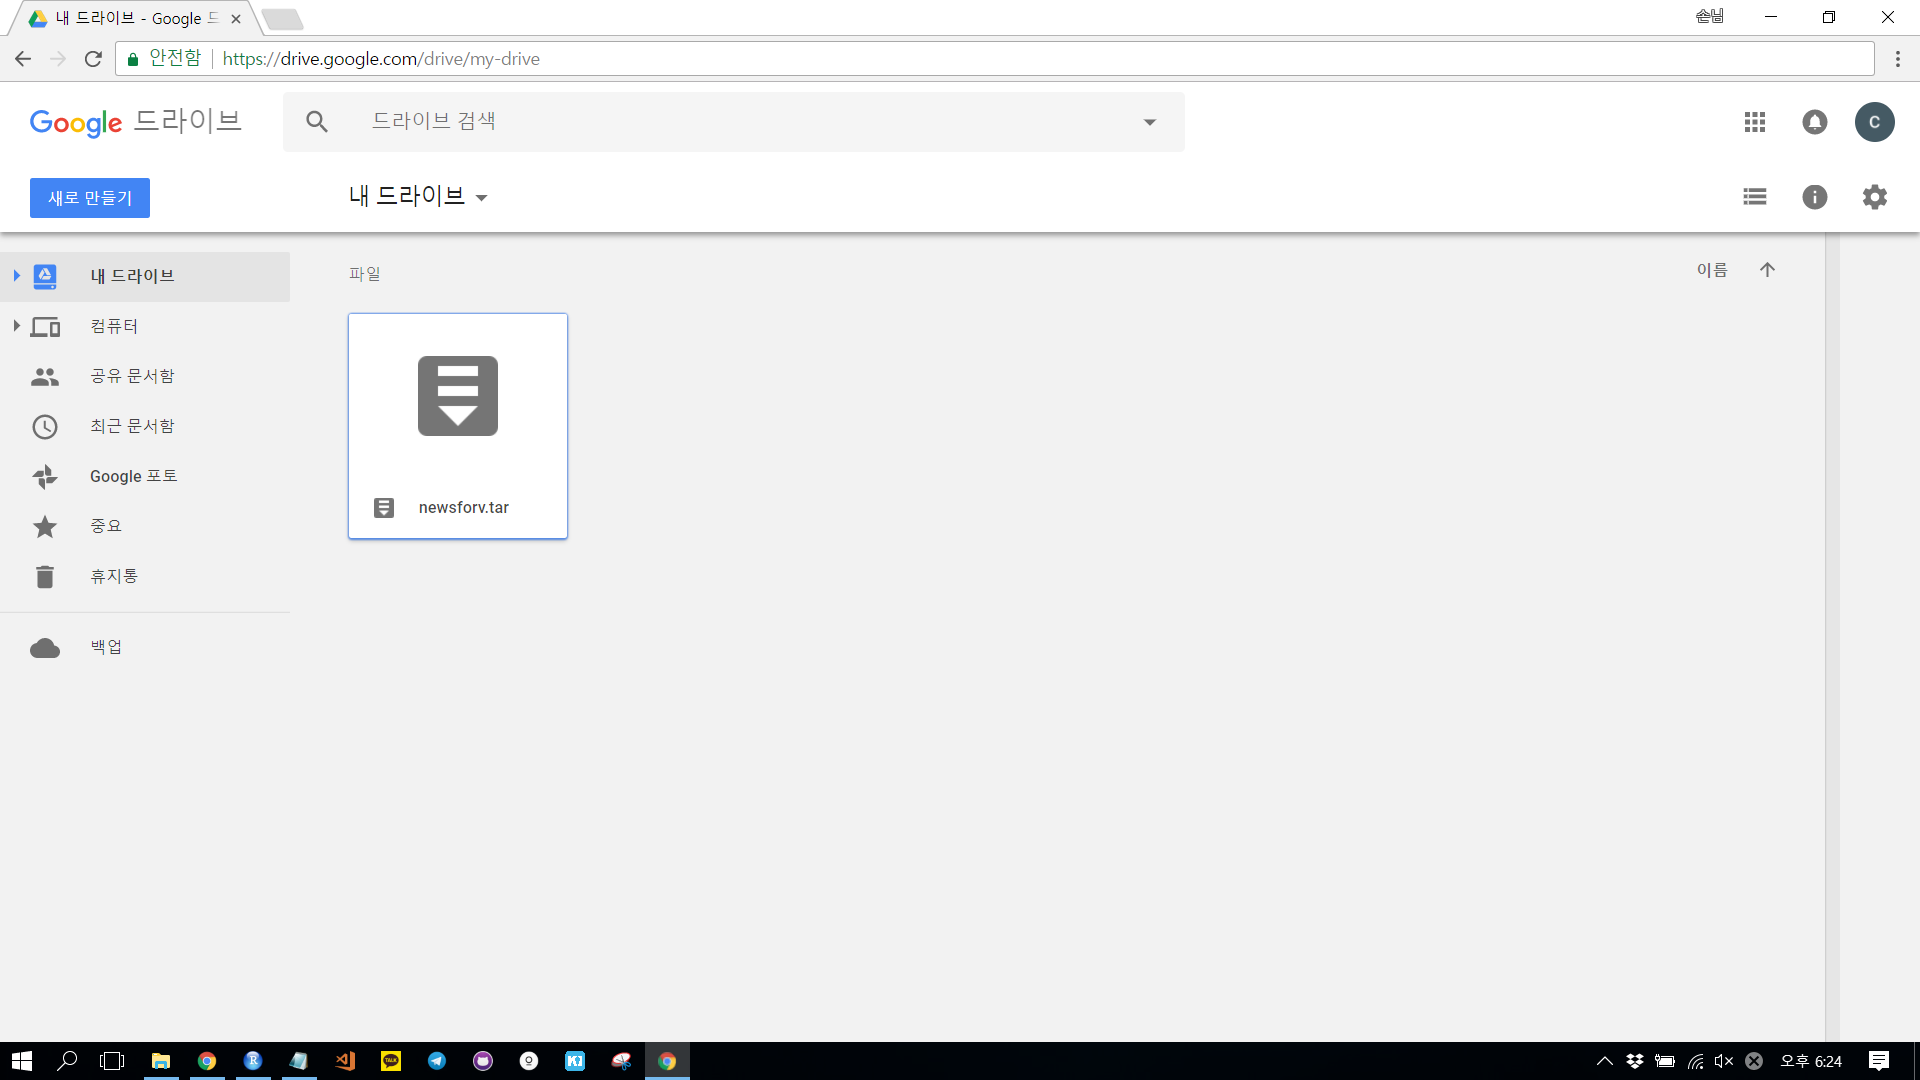 내 드라이브 - Google 드
손님
안전함
https://drive.google.com/drive/my-drive
Google 드라이브
드라이브 검색
C
새로 만들기
내 드라이브
내 드라이브
파일
이름
컴퓨터
공유 문서함
최근 문서함
Google 포토
newsforv.tar
중요
휴지통
백업
R
TALK
오후 6:24